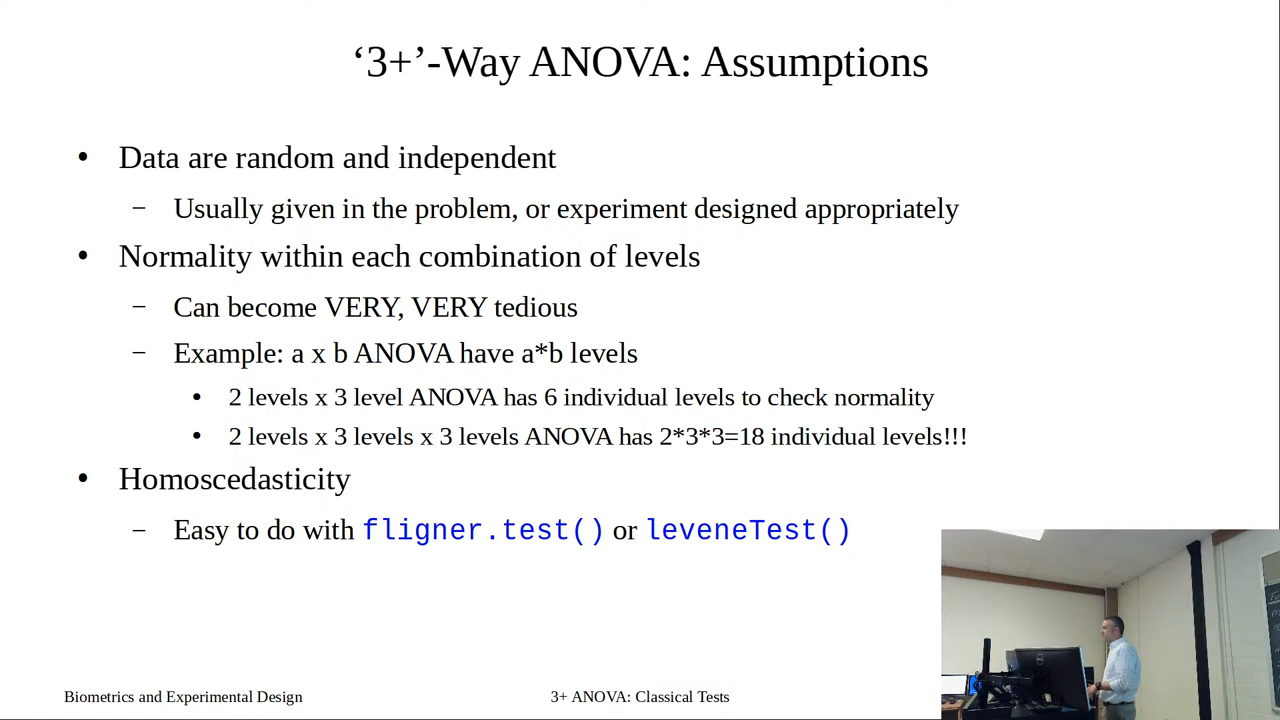 ‘3+’-Way ANOVA: Assumptions
• Data are random and independent
– Usually given in the problem, or experiment designed appropriately
• Normality within each combination of levels
– Can become VERY, VERY tedious
– Example: a x b ANOVA have a*b levels
• 2 levels x 3 level ANOVA has 6 individual levels to check normality
• 2 levels x 3 levels x 3 levels ANOVA has 2*3*3=18 individual levels!!!
• Homoscedasticity
– Easy to do with fligner.test() or leveneTest()
Biometrics and Experimental Design
3+ ANOVA: Classical Tests